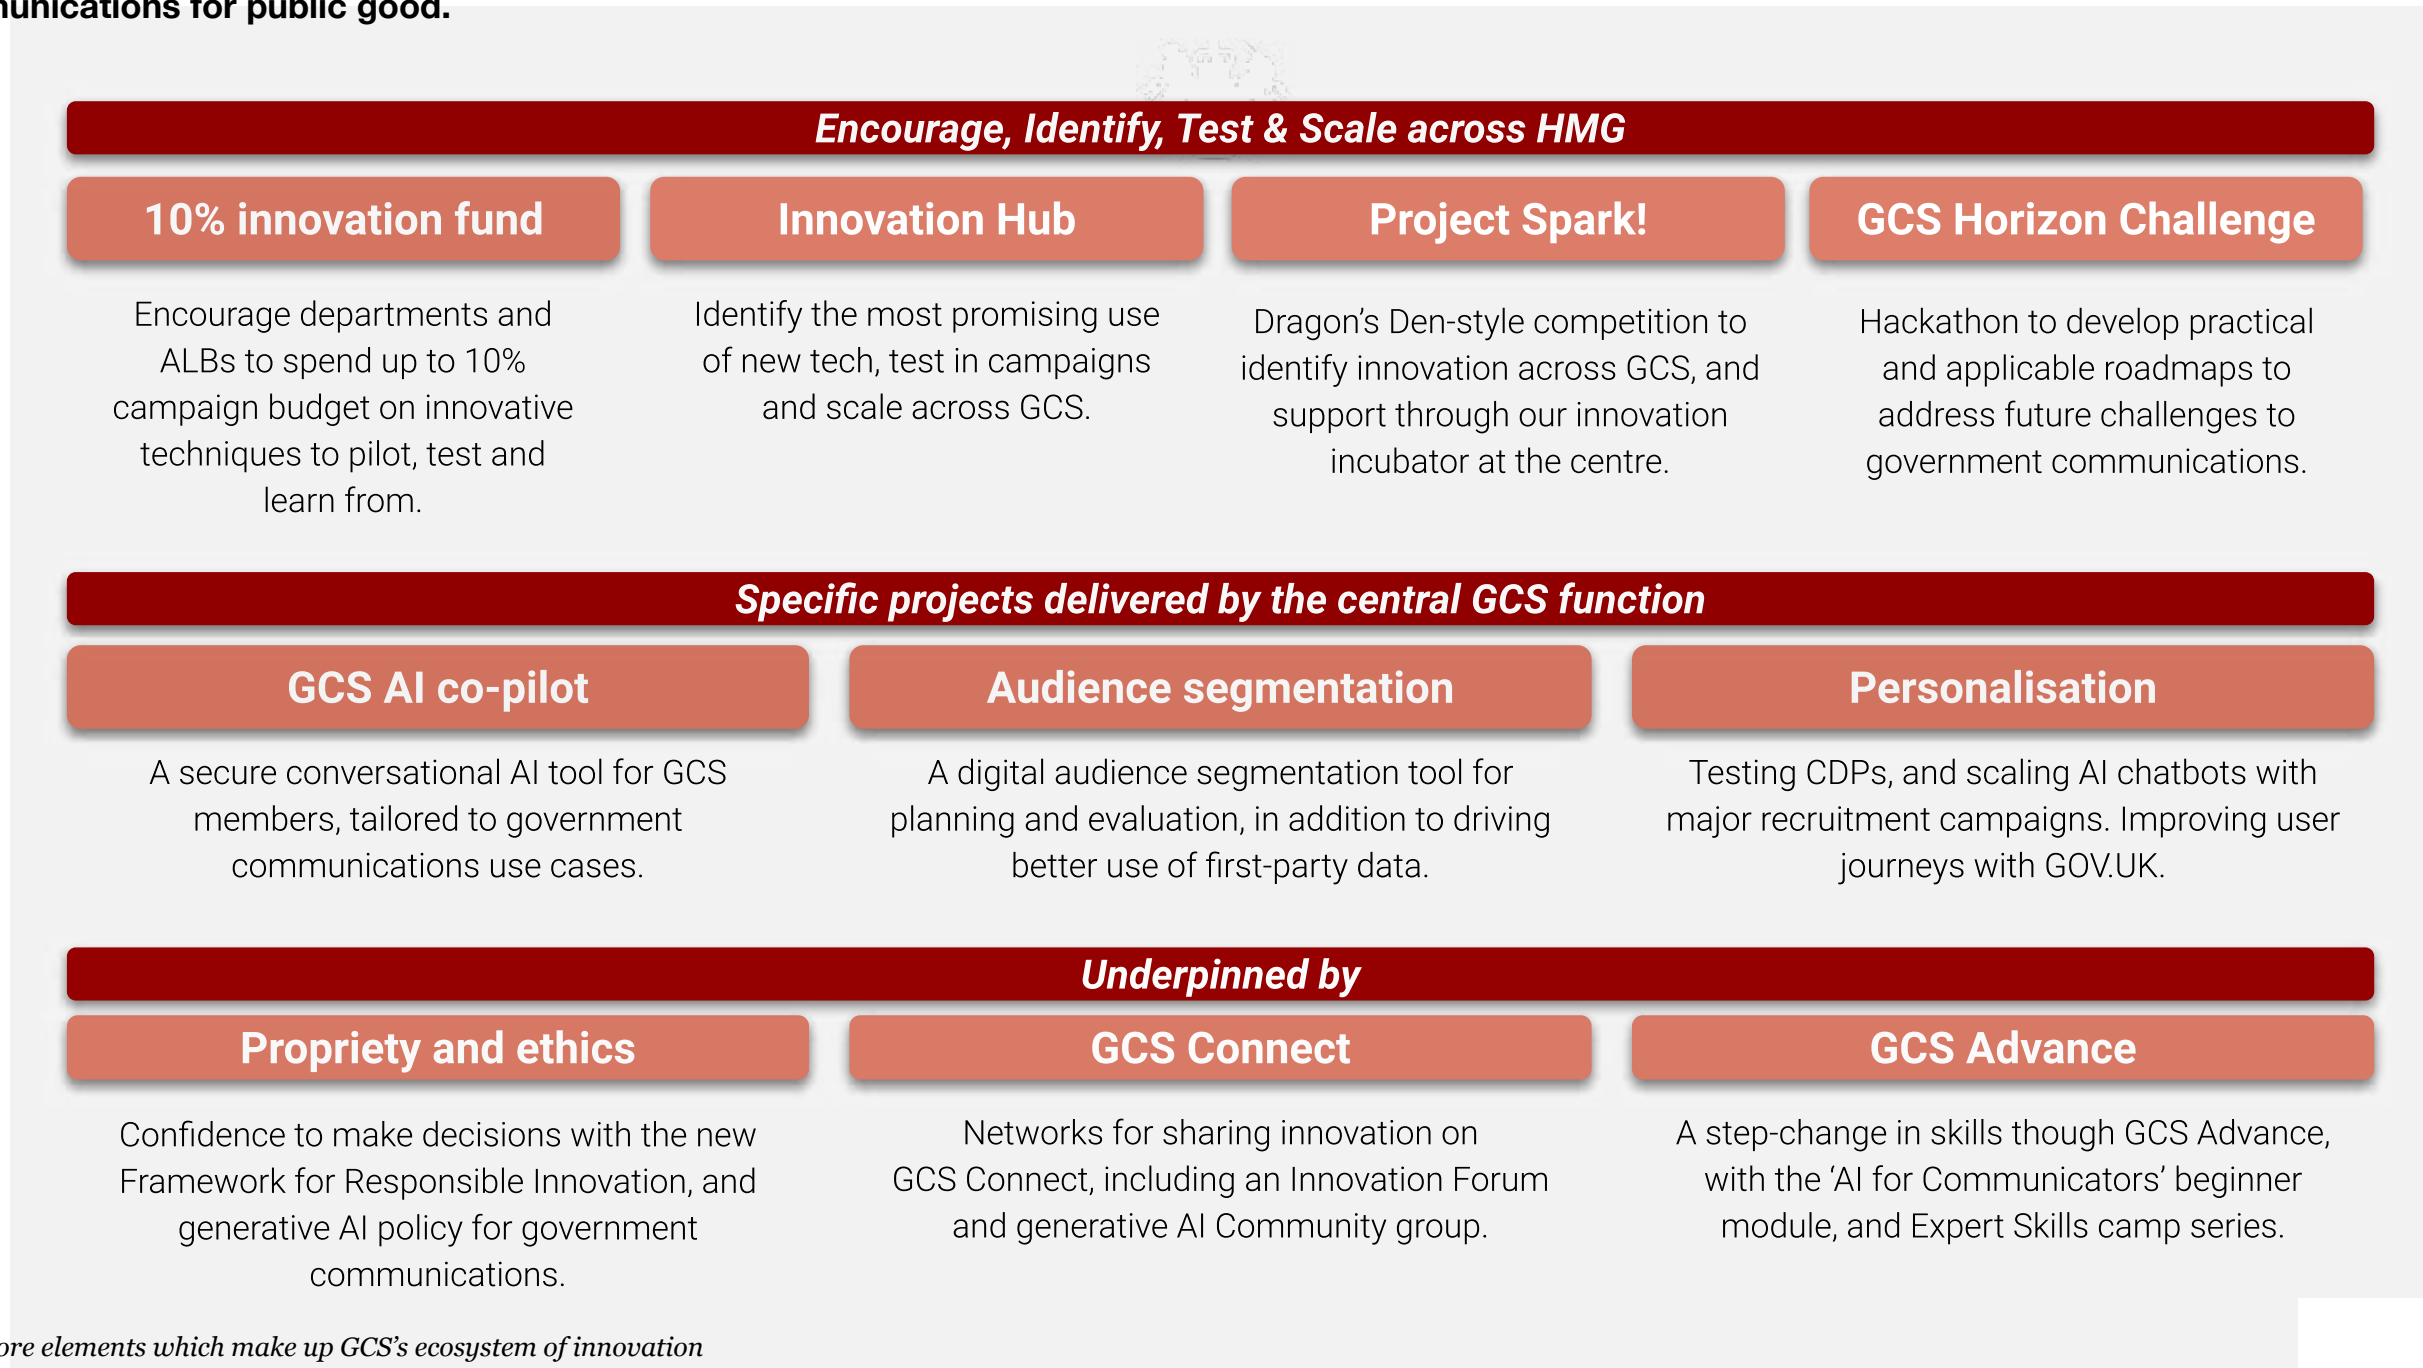 for public good.
Encourage, Identify, Test & Scale across HMG
10% innovation fund
Encourage departments and
ALBs to spend up to 10%
campaign budget on innovative
techniques to pilot, test and
learn from.
Innovation Hub
Identify the most promising use
of new tech, test in campaigns
and scale across GCS.
Project Spark!
Dragon’s Den-style competition to
identify innovation across GCS, and
support through our innovation
incubator at the centre.
GCS Horizon Challenge
Hackathon to develop practical
and applicable roadmaps to
address future challenges to
government communications.
Specific projects delivered by the central GCS function
GCS AI co-pilot
A secure conversational AI tool for GCS
members, tailored to government
communications use cases.
Audience segmentation
A digital audience segmentation tool for
planning and evaluation, in addition to driving
better use of first-party data.
Personalisation
Testing CDPs, and scaling AI chatbots with
major recruitment campaigns. Improving user
journeys with GOV.UK.
Underpinned by
Propriety and ethics
Confidence to make decisions with the new
Framework for Responsible Innovation, and
generative AI policy for government
communications.
GCS Connect
Networks for sharing innovation on
GCS Connect, including an Innovation Forum
and generative AI Community group.
GCS Advance
A step-change in skills though GCS Advance,
with the ‘AI for Communicators’ beginner
module, and Expert Skills camp series.
elements which make up GCS’s ecosystem of innovation